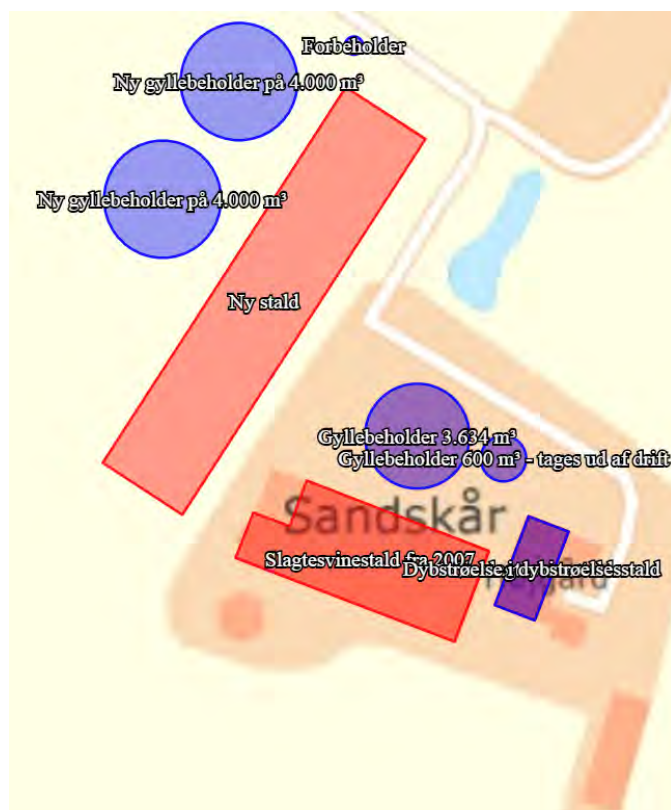 Forbeholder
Ny gyllebeholder på 4.000 m³
Ny gyllebeholder på 4.000 m³
Ny stald
Gyllebeholder 3.634 m³
Gyllebeholder 600 m³ - tages ud af drift
Sandskår
Slagtesvinestald fra 2007
Dybstrøelse i dybstrøelsesstald